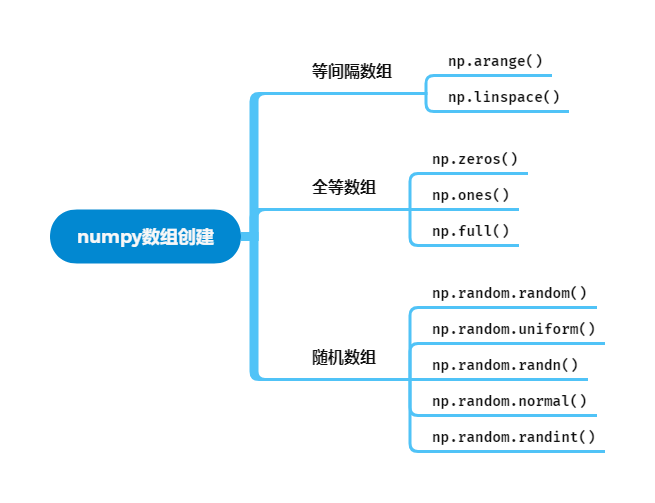 numpy数组创建
等间隔数组
np.arange()
np.linspace()
全等数组
np.zeros()
np.ones()
np.full()
随机数组
np.random.random()
np.random.uniform()
np.random.randn()
np.random.normal()
np.random.randint()